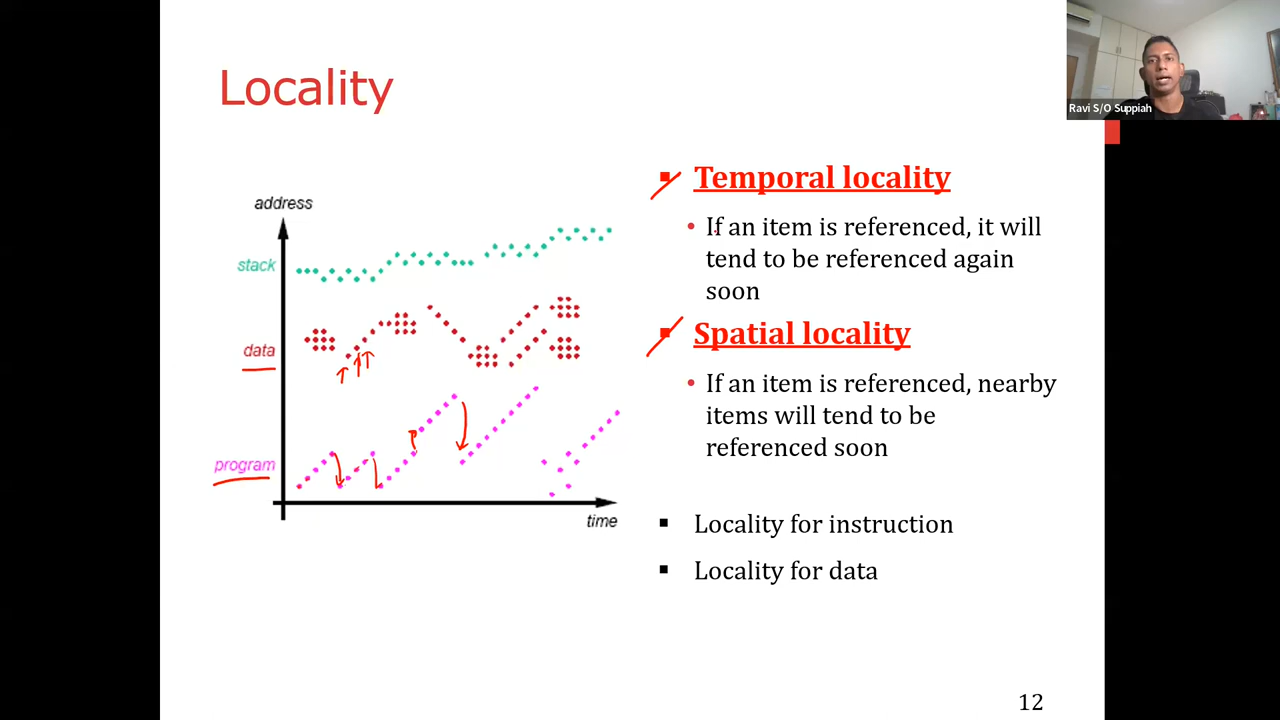 Locality
Ravi S/O Suppiah
address
stack
data
program
time
Temporal locality
If an item is referenced, it will
tend to be referenced again
soon
Spatial locality
If an item is referenced, nearby
items will tend to be
referenced soon
Locality for instruction
Locality for data
12